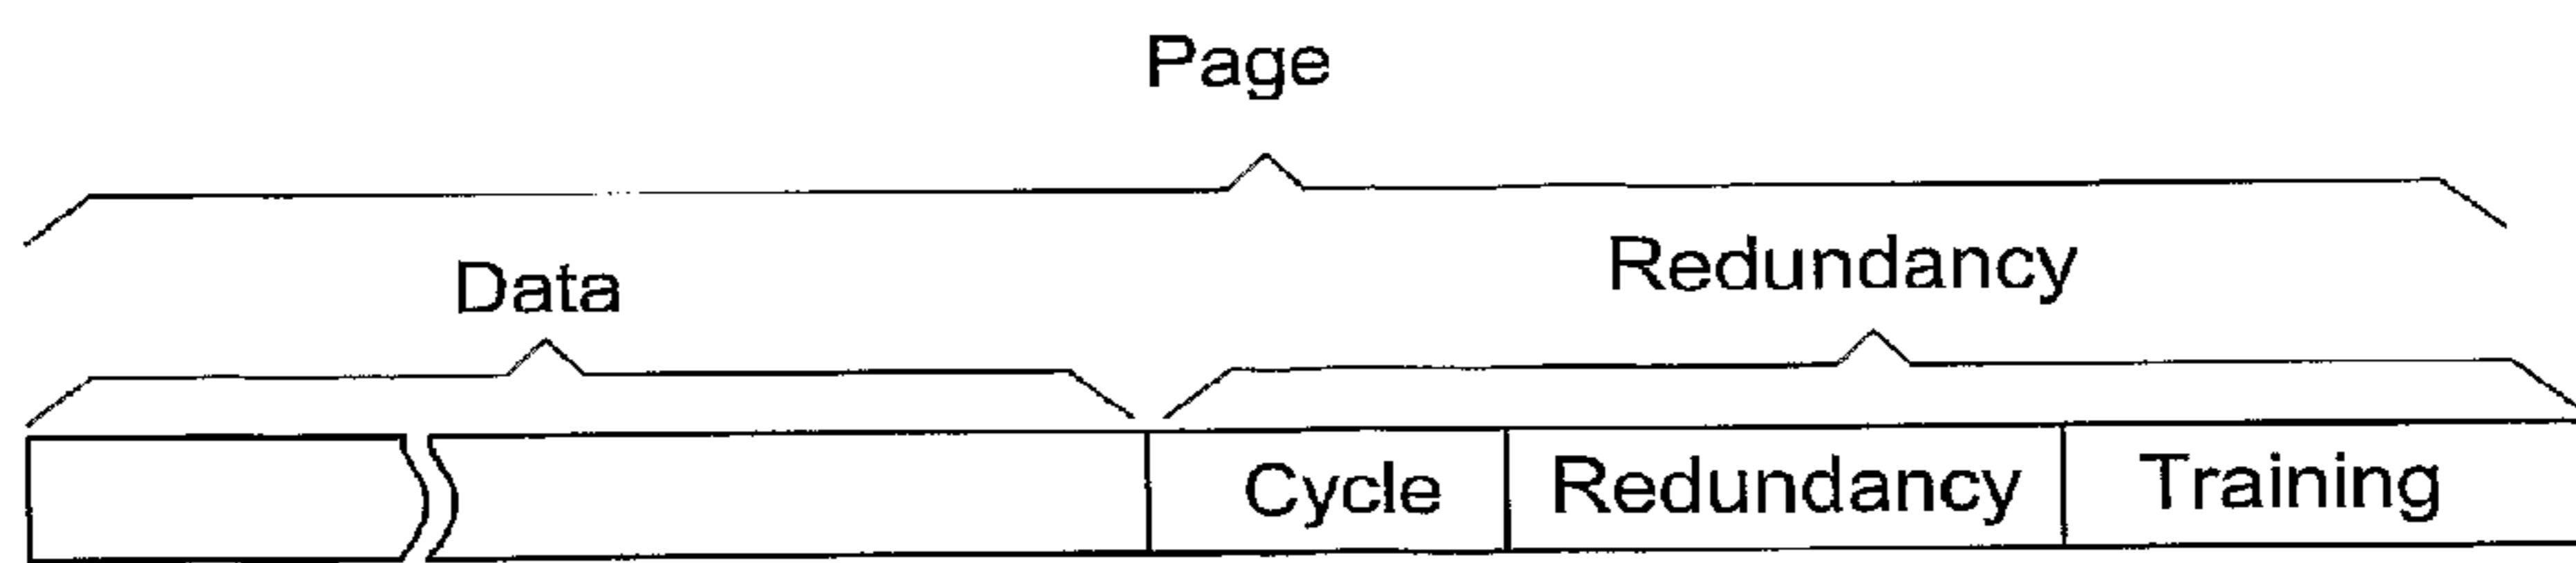 Page
Data
Redundancy
Cycle
Redundancy
Training